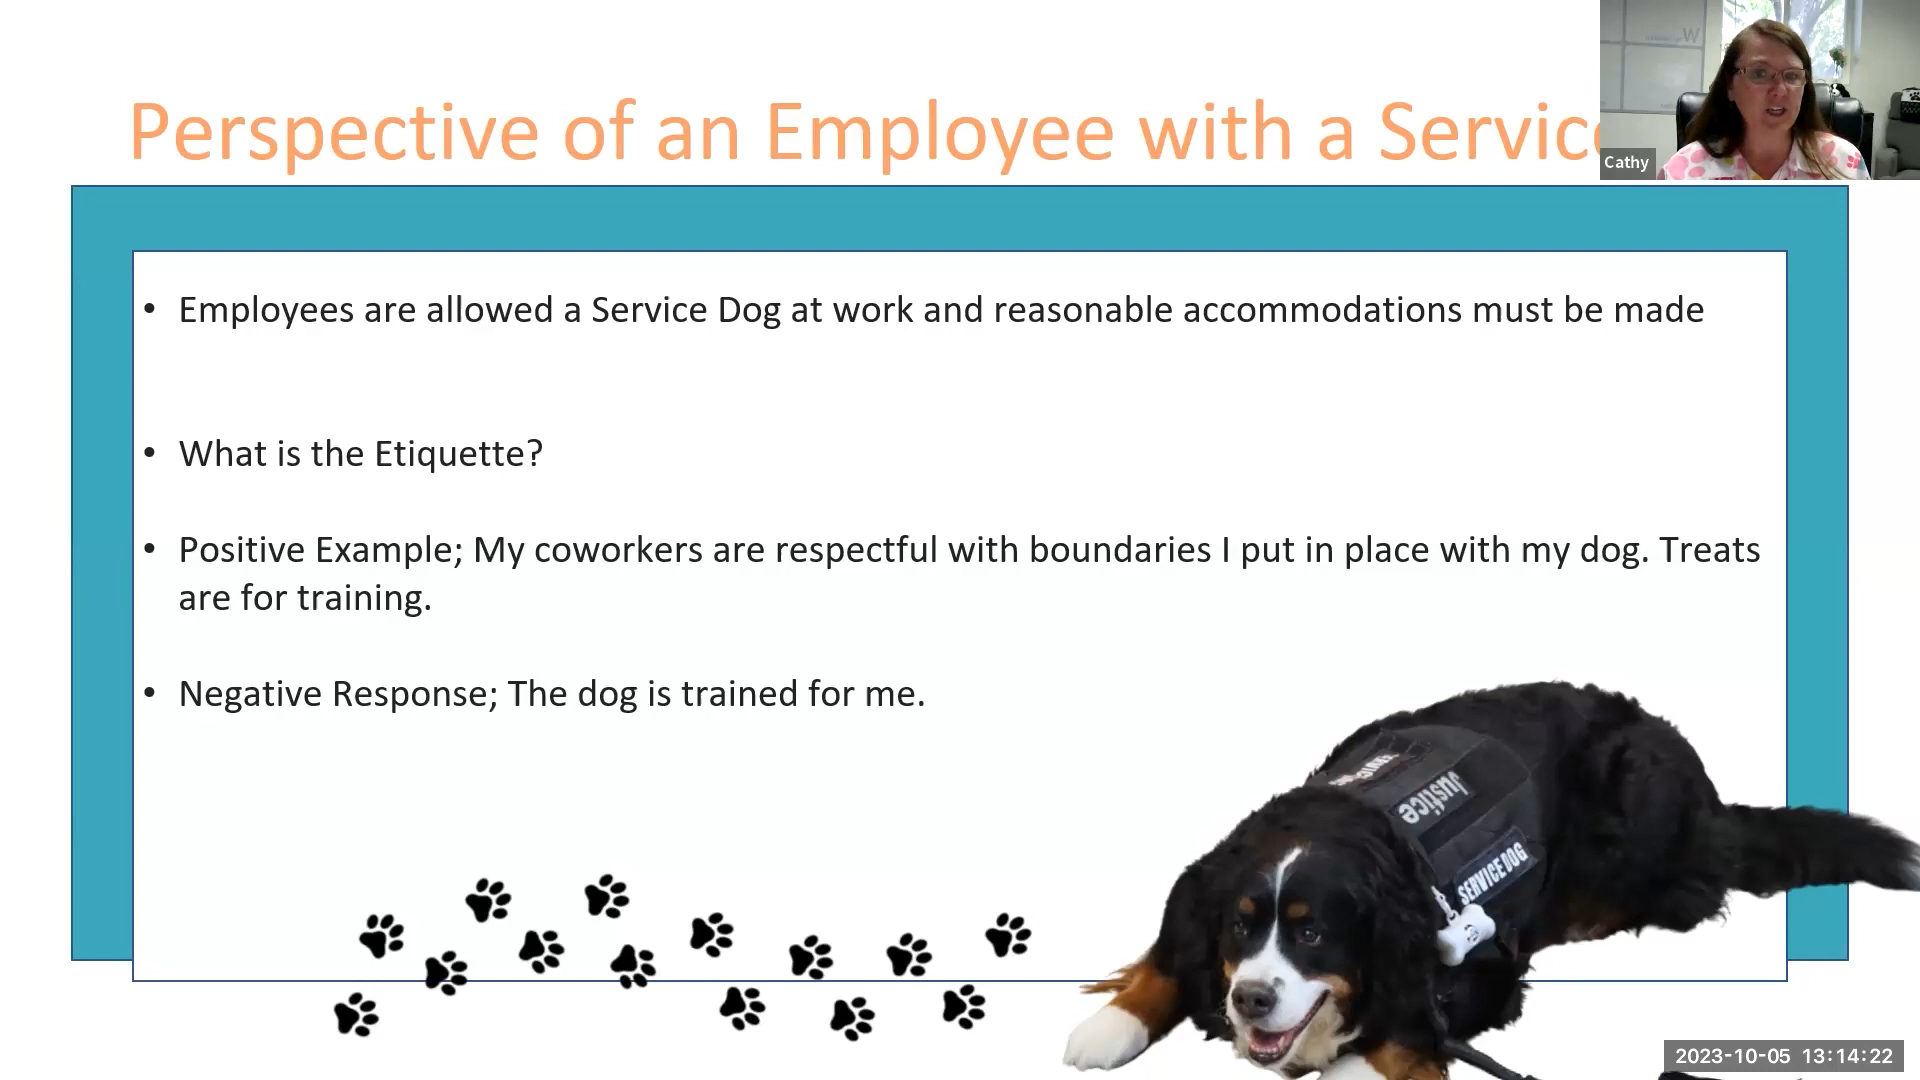 Perspective of an Employee with a Service
Cathy
• Employees are allowed a Service Dog at work and reasonable accommodations must be made
• What is the Etiquette?
• Positive Example; My coworkers are respectful with boundaries I put in place with my dog. Treats
are for training.
• Negative Response; The dog is trained for me.
Justice
SERVICE DOG
2023-10-05 13:14:22